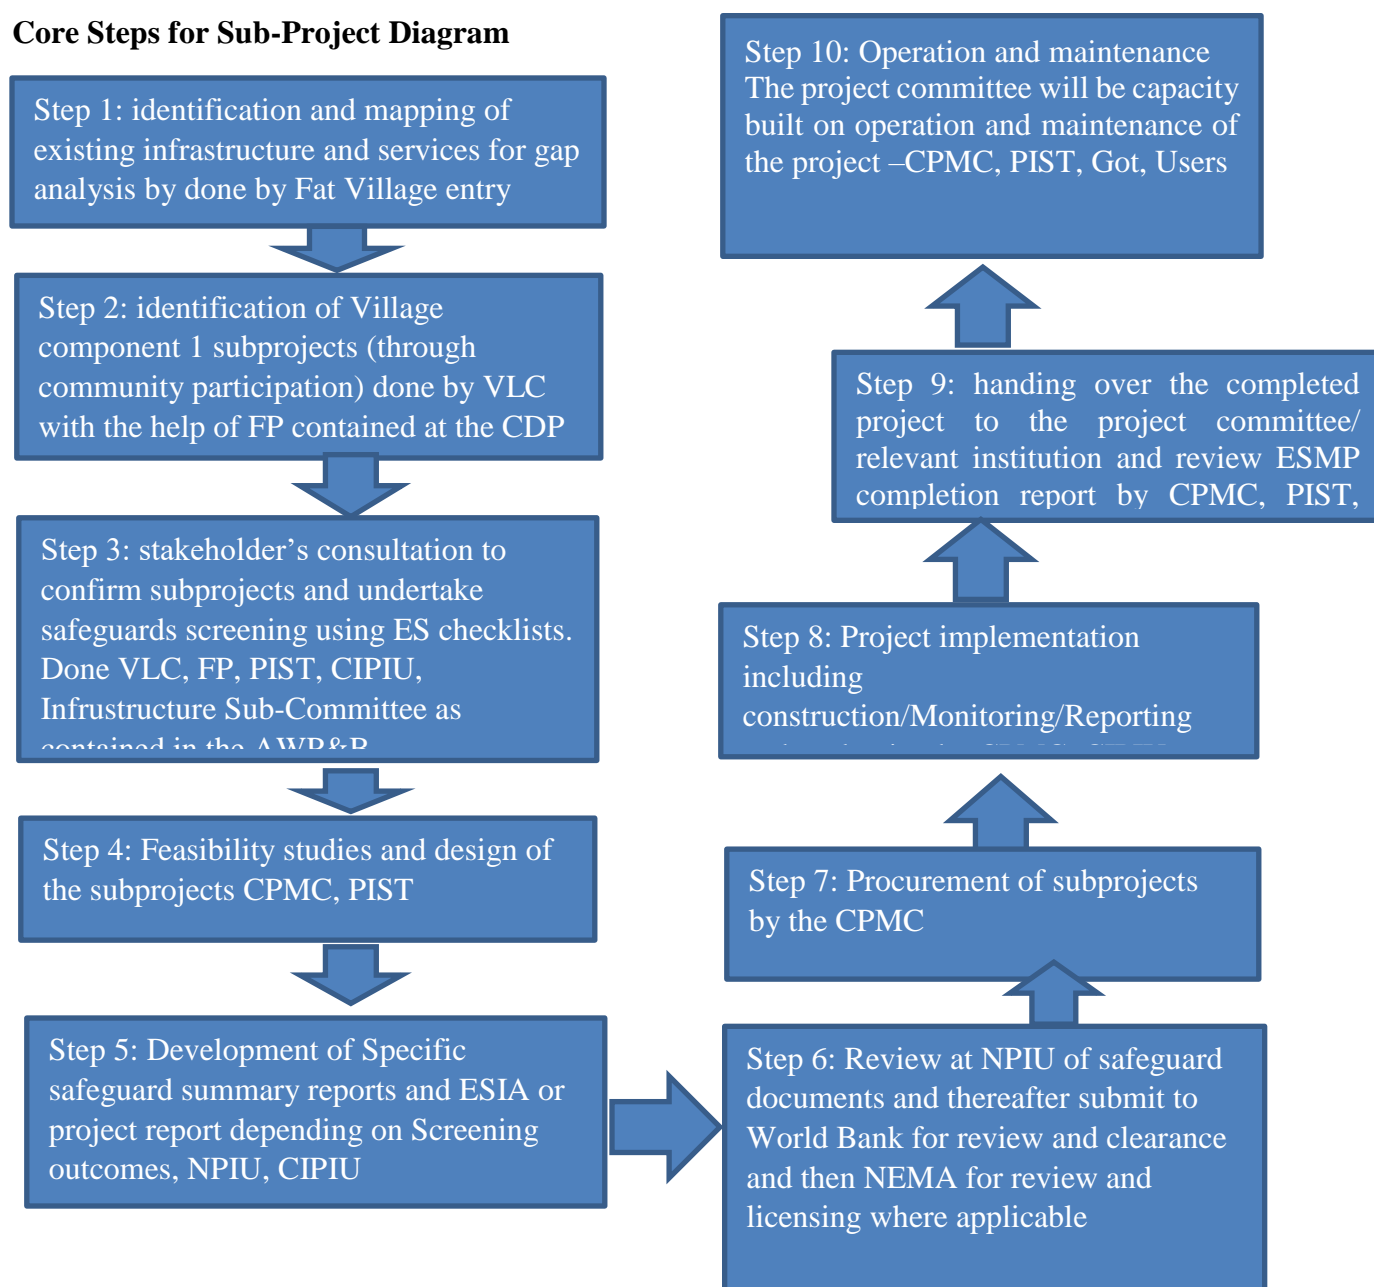 Core Steps for Sub-Project Diagram
Step 1: identification and mapping of
existing infrastructure and services for gap
analysis by done by Fat Village entry
Step 2: identification of Village
component 1 subprojects (through
community participation) done by VLC
with the help of FP contained at the CDP
Step 3: stakeholder’s consultation to
confirm subprojects and undertake
safeguards screening using ES checklists.
Done VLC, FP, PIST, CIPIU,
Infrustructure Sub-Committee as
contained in the AWP&B
Step 4: Feasibility studies and design of
the subprojects CPMC, PIST
Step 5: Development of Specific
safeguard summary reports and ESIA or
project report depending on Screening
outcomes, NPIU, CIPIU
Step 6: Review at NPIU of safeguard
documents and thereafter submit to
World Bank for review and clearance
and then NEMA for review and
licensing where applicable
Step 7: Procurement of subprojects
by the CPMC
Step 8: Project implementation
including
construction/Monitoring/Reporting
Step 9: handing over the completed
project to the project committee/
relevant institution and review ESMP
completion report by CPMC, PIST,
Step 10: Operation and maintenance
The project committee will be capacity
built on operation and maintenance of
the project –CPMC, PIST, Got, Users